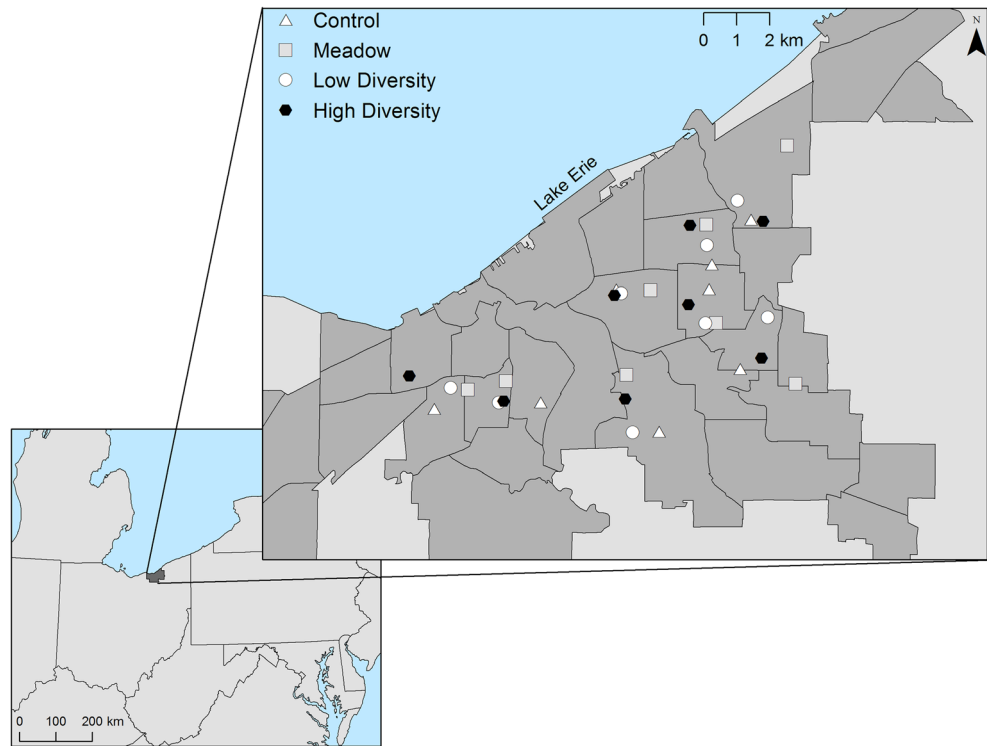 Control
Meadow
Low Diversity
High Diversity
0 1 2 km
N
Lake Erie
0 100 200 km